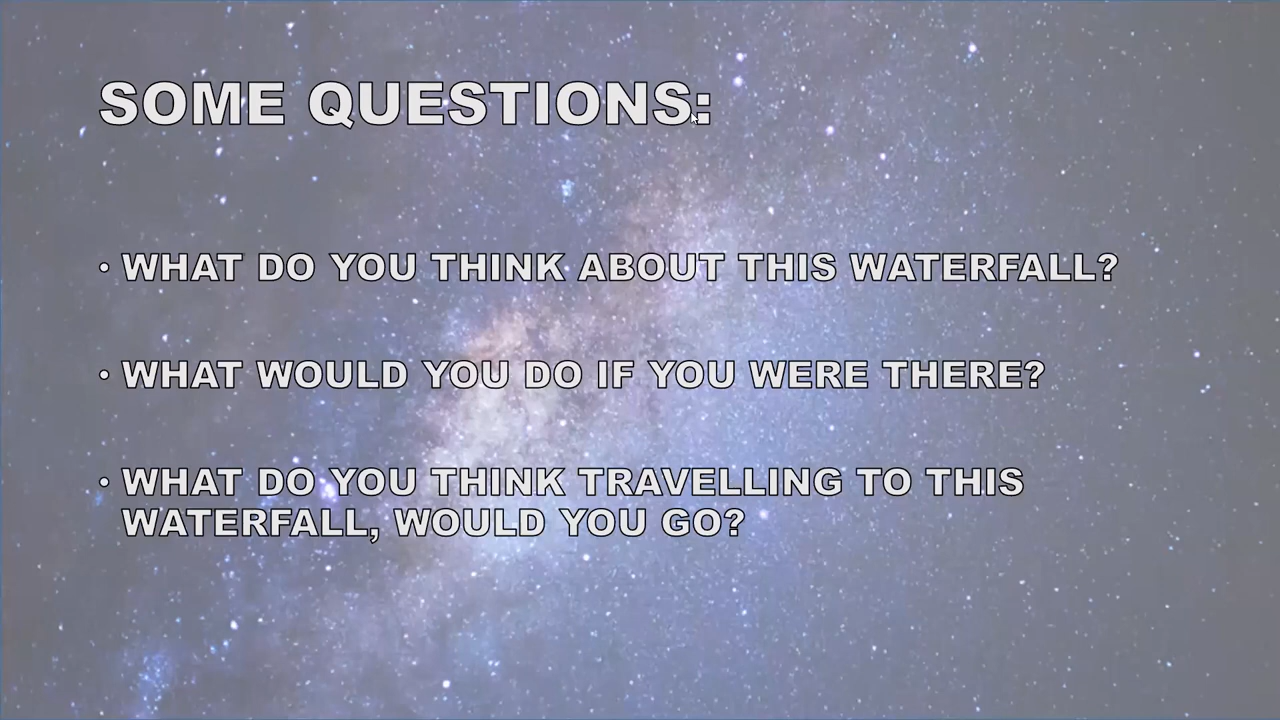 SOME QUESTIONS:
• WHAT DO YOU THINK ABOUT THIS WATERFALL?
• WHAT WOULD YOU DO IF YOU WERE THERE?
• WHAT DO YOU THINK TRAVELLING TO THIS
WATERFALL, WOULD YOU GO?